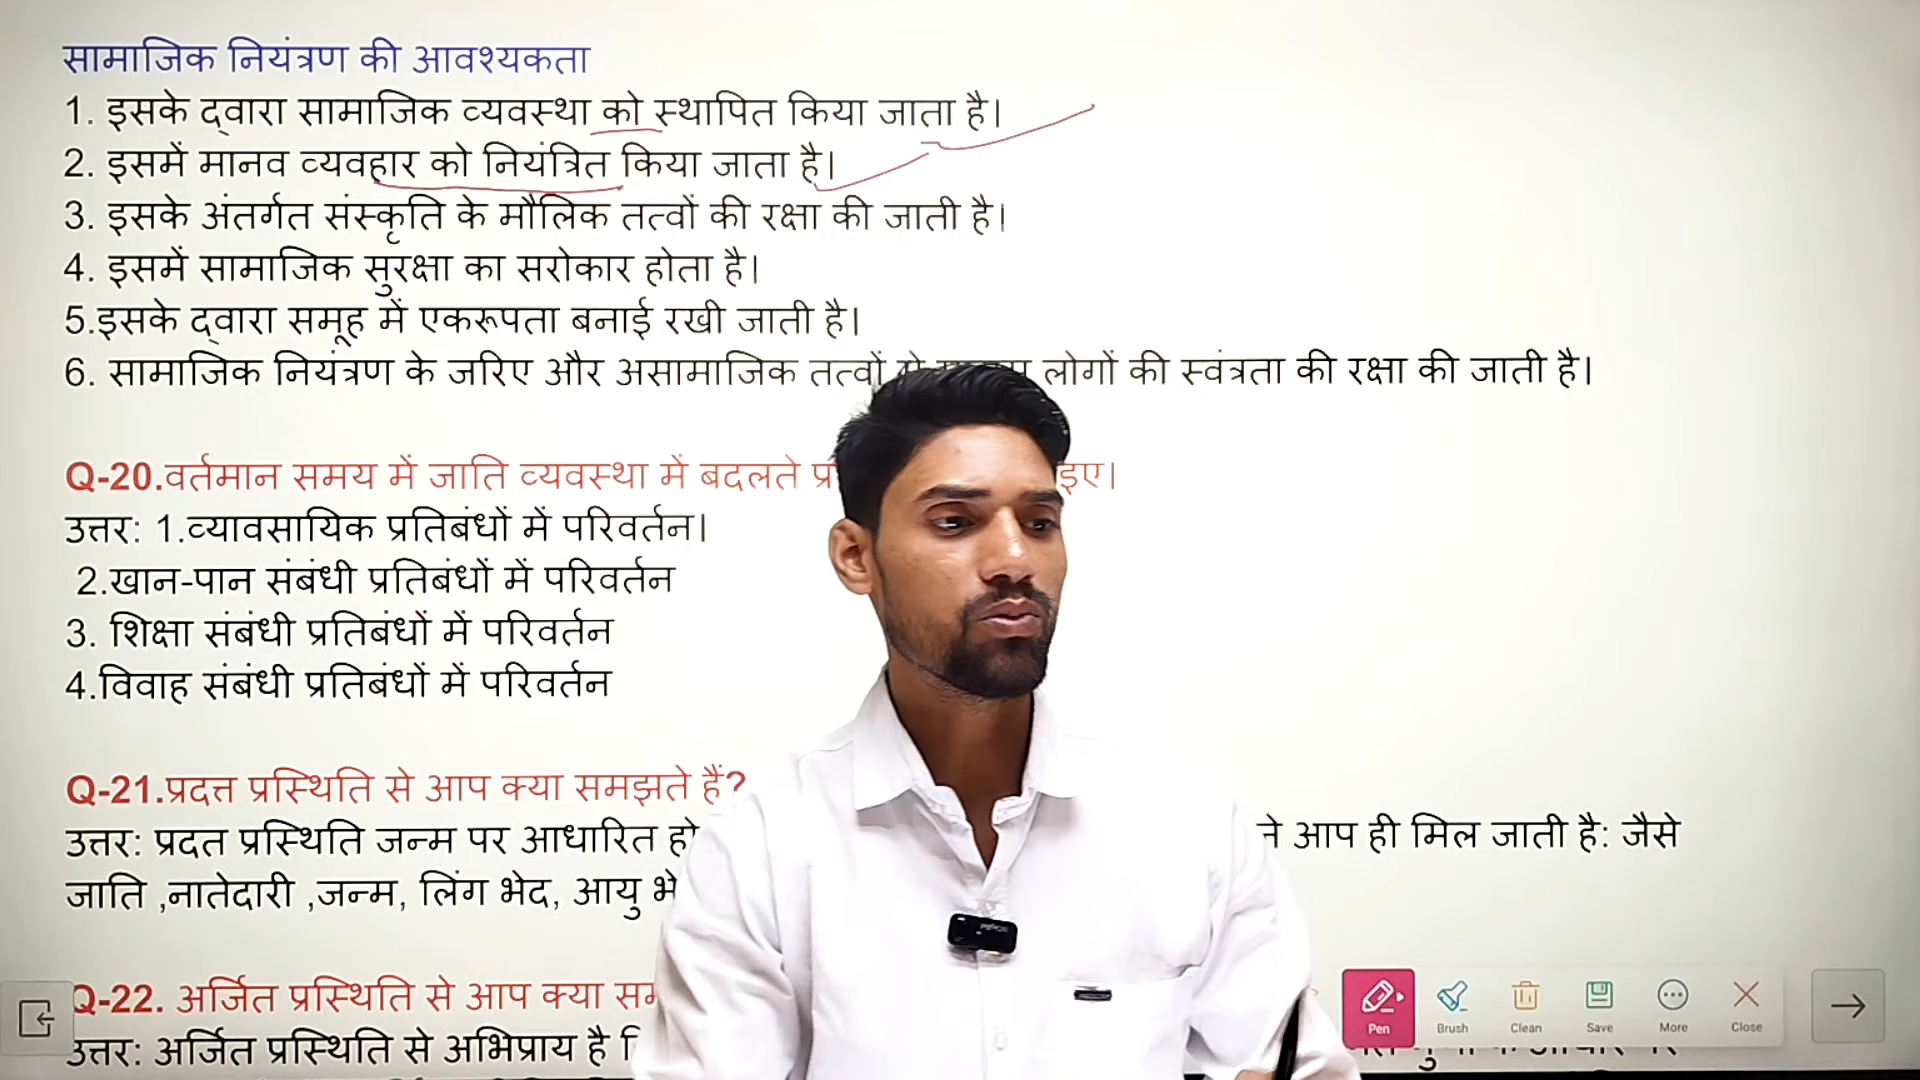 सामाजिक नियंत्रण की आवश्यकता
1. इसके द्वारा सामाजिक व्यवस्था को स्थापित किया जाता है।
2. इसमें मानव व्यवहार को नियंत्रित किया जाता है।
3. इसके अंतर्गत संस्कृति के मौलिक तत्वों की रक्षा की जाती है।
4. इसमें सामाजिक सुरक्षा का सरोकार होता है।
5.इसके द्वारा समूह में एकरूपता बनाई रखी जाती है।
6. सामाजिक नियंत्रण के जरिए और असामाजिक तत्वों लोगों की स्वंत्रता की रक्षा की जाती है।
Q-20.वर्तमान समय में जाति व्यवस्था में बदलते
उत्तर: 1.व्यावसायिक प्रतिबंधों में परिवर्तन।
2.खान-पान संबंधी प्रतिबंधों में परिवर्तन
3. शिक्षा संबंधी प्रतिबंधों में परिवर्तन
4.विवाह संबंधी प्रतिबंधों में परिवर्तन
Q-21.प्रदत्त प्रस्थिति से आप क्या समझते हैं?
उत्तर: प्रदत प्रस्थिति जन्म पर आधारित आप ही मिल जाती है: जैसे
जाति ,नातेदारी ,जन्म, लिंग भेद, आयु
Q-22. अर्जित प्रस्थिति से आप क्या
उत्तर: अर्जित प्रस्थिति से अभिप्राय है
Pen Brush Clean Save More Close